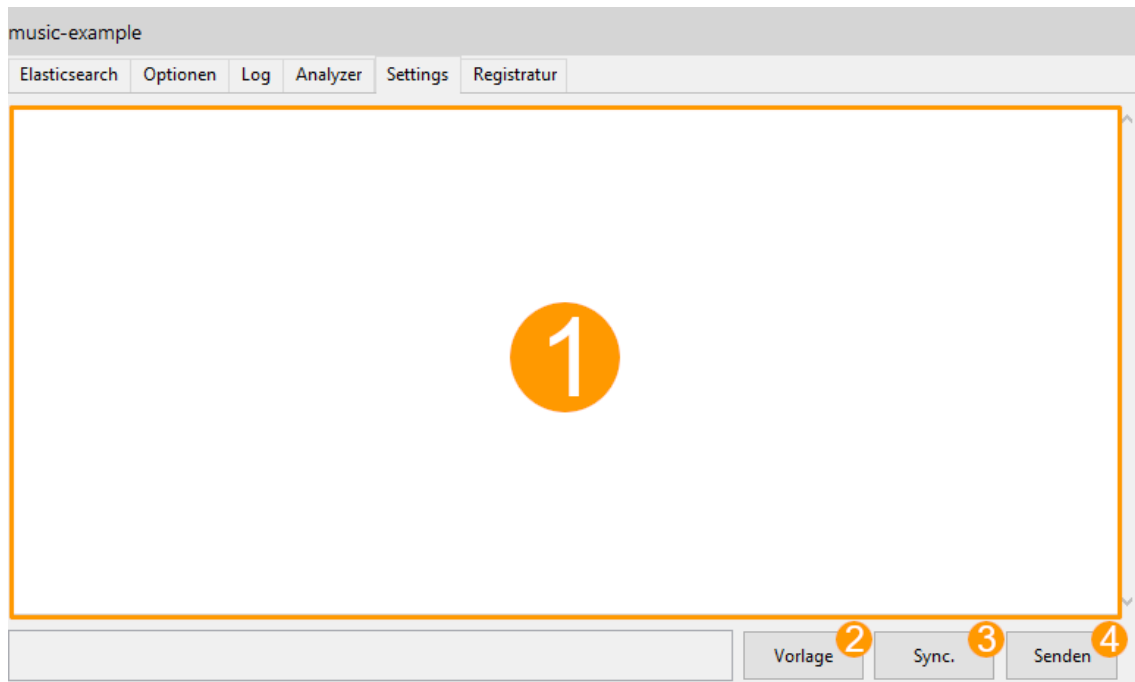 music-example
Elasticsearch Optionen Log Analyzer Settings Registratur
1
Vorlage 2 Sync. 3 Senden 4